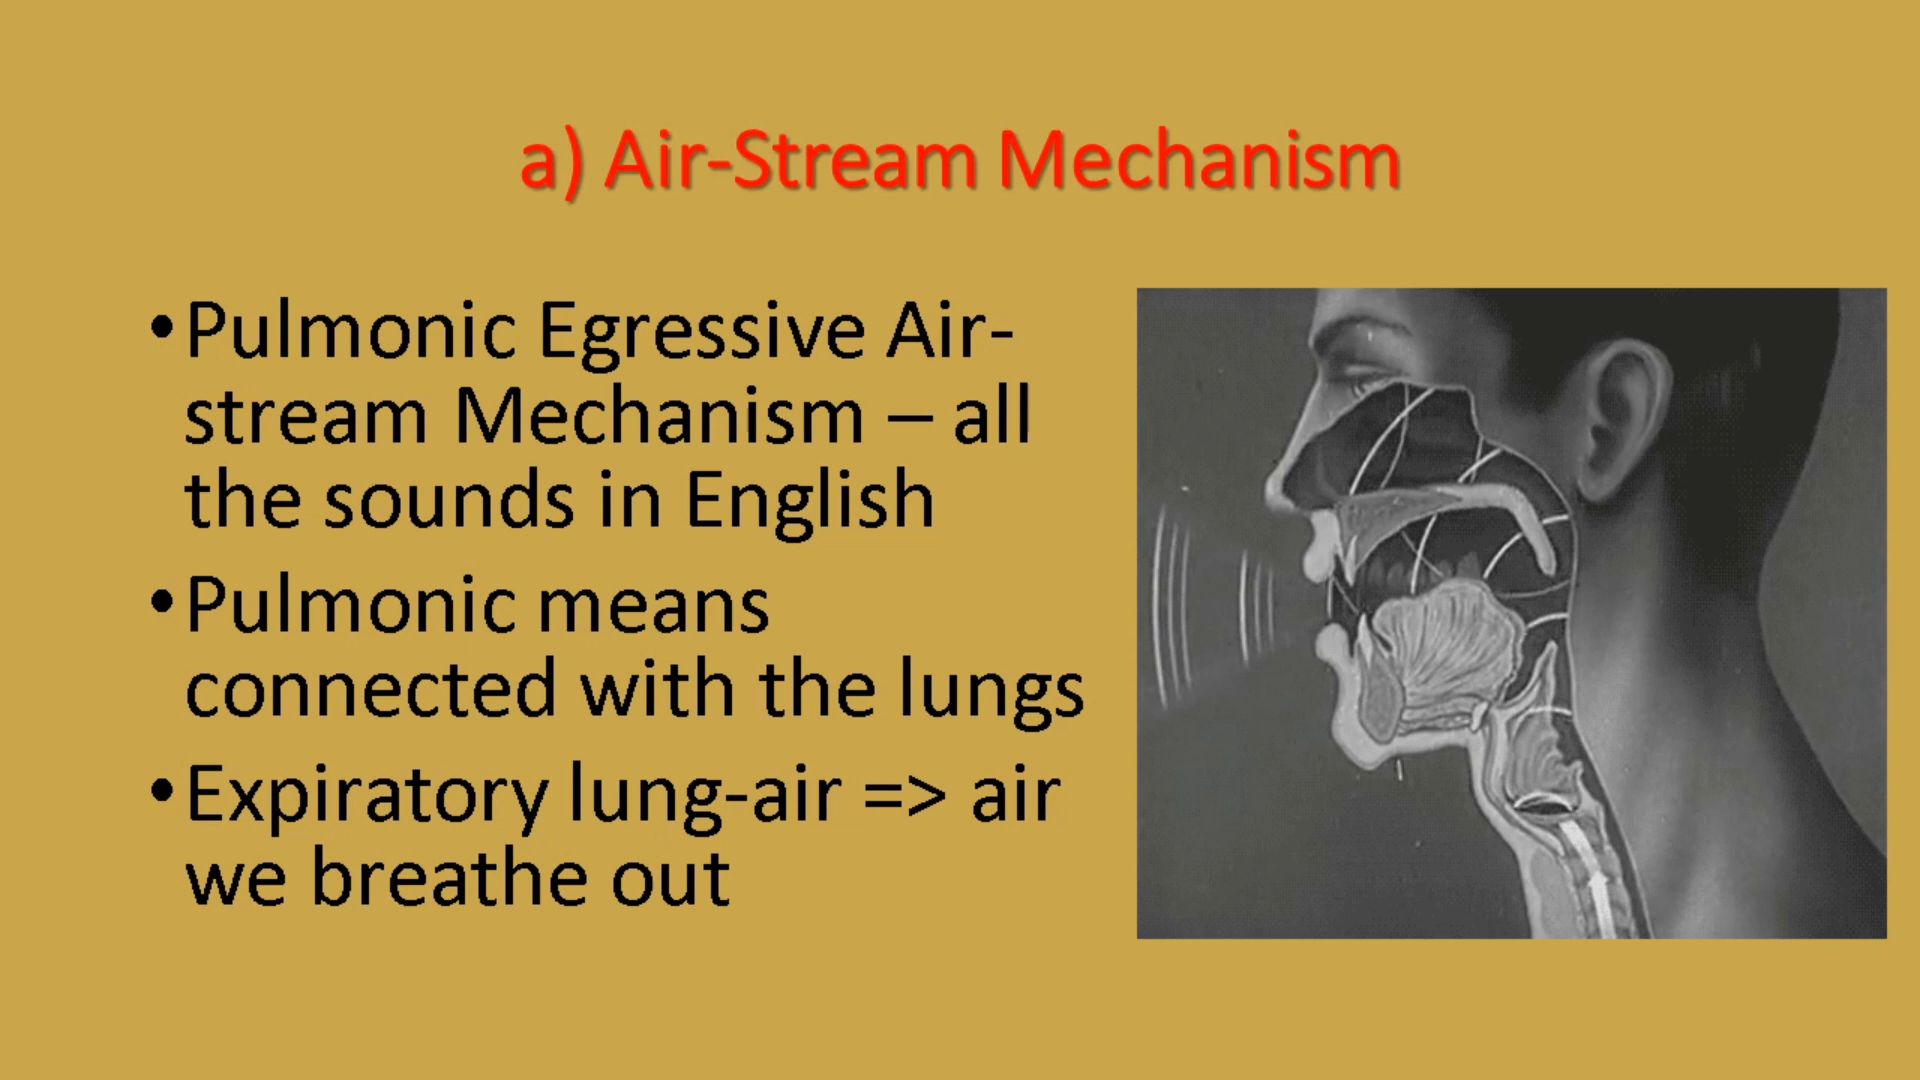 a) Air-Stream Mechanism
•Pulmonic Egressive Air-
stream Mechanism – all
the sounds in English
•Pulmonic means
connected with the lungs
•Expiratory lung-air => air
we breathe out